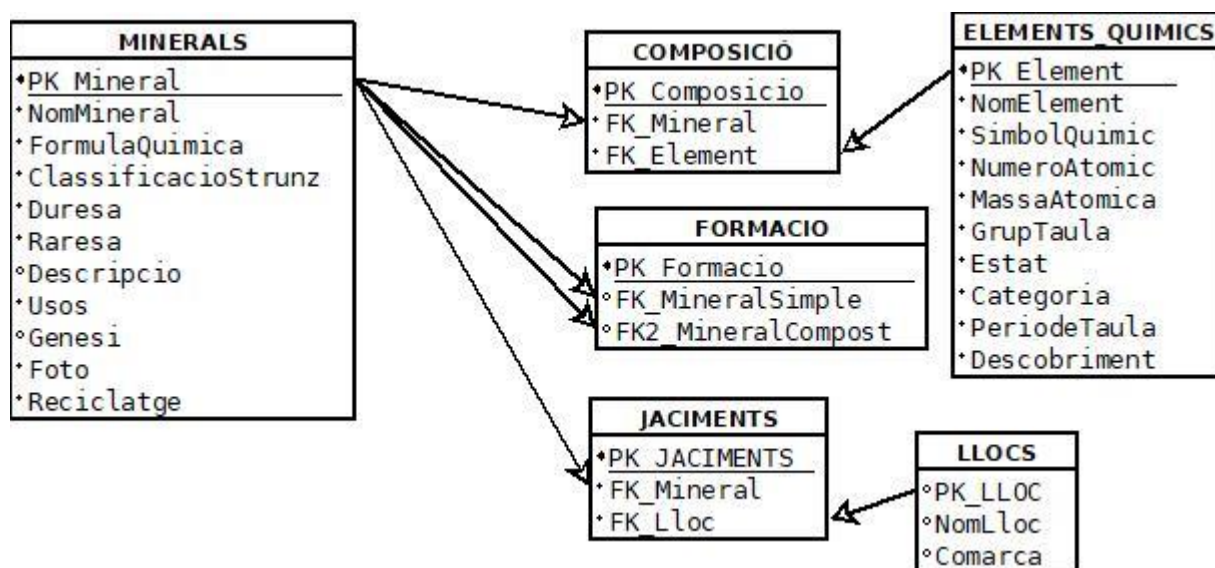 MINERALS
PK_Mineral
NomMineral
FormulaQuimica
ClassificacioStrunz
Duresa
Raresa
Descripcio
Usos
Genesi
Foto
Reciclatge
COMPOSICIÓ
PK_Composicio
FK_Mineral
FK_Element
FORMACIO
PK_Formacio
FK_MineralSimple
FK2_MineralCompost
JACIMENTS
PK_JACIMENTS
FK_Mineral
FK_Lloc
ELEMENTS_QUIMICS
PK_Element
NomElement
SimbolQuimic
NumeroAtomic
MassaAtomica
GrupTaula
Estat
Categoria
PeriodeTaula
Descobriment
LLOCS
PK_LLOC
NomLloc
Comarca